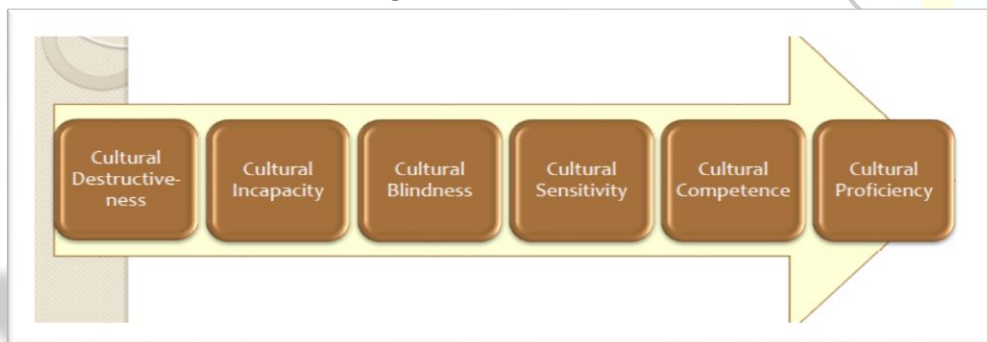 Cultural
Destructive-
ness
Cultural
Incapacity
Cultural
Blindness
Cultural
Sensitivity
Cultural
Competence
Cultural
Proficiency